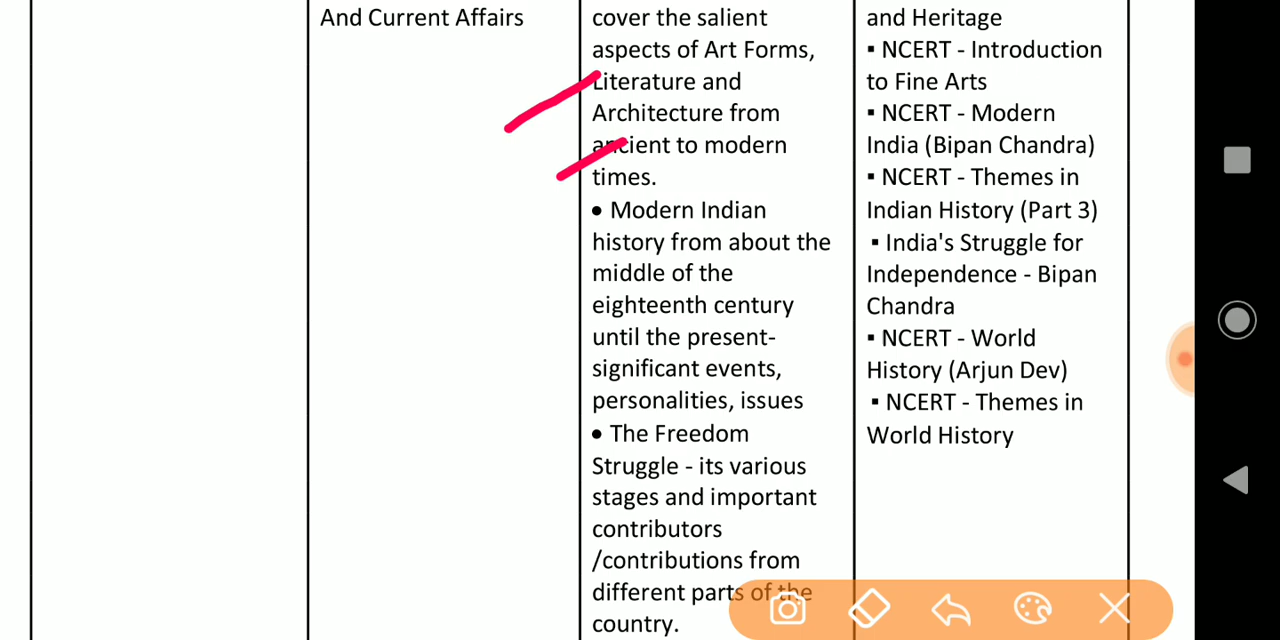 And Current Affairs
cover the salient
aspects of Art Forms,
Literature and
Architecture from
ancient to modern
times.
• Modern Indian
history from about the
middle of the
eighteenth century
until the present-
significant events,
personalities, issues
• The Freedom
Struggle - its various
stages and important
contributors
/contributions from
different parts of the
country.
and Heritage
▪ NCERT - Introduction
to Fine Arts
▪ NCERT - Modern
India (Bipan Chandra)
▪ NCERT - Themes in
Indian History (Part 3)
▪ India's Struggle for
Independence - Bipan
Chandra
▪ NCERT - World
History (Arjun Dev)
▪ NCERT - Themes in
World History